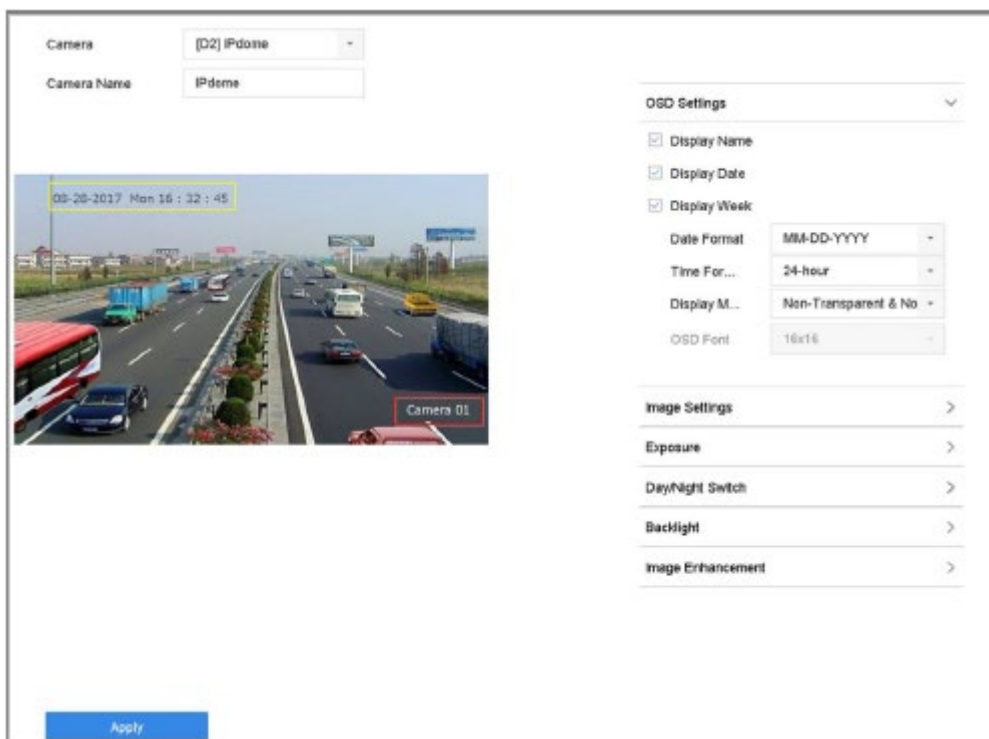 Camera
[D2] IPdome
Camera Name
IPdome
OSD Settings
Display Name
Display Date
Display Week
Date Format
MM-DD-YYYY
Time For...
24-hour
Display M...
Non-Transparent & No
OSD Font
16x16
Image Settings
Exposure
Day/Night Switch
Backlight
Image Enhancement
08-28-2017 Mon 16 : 32 : 45
Camera 01
Apply